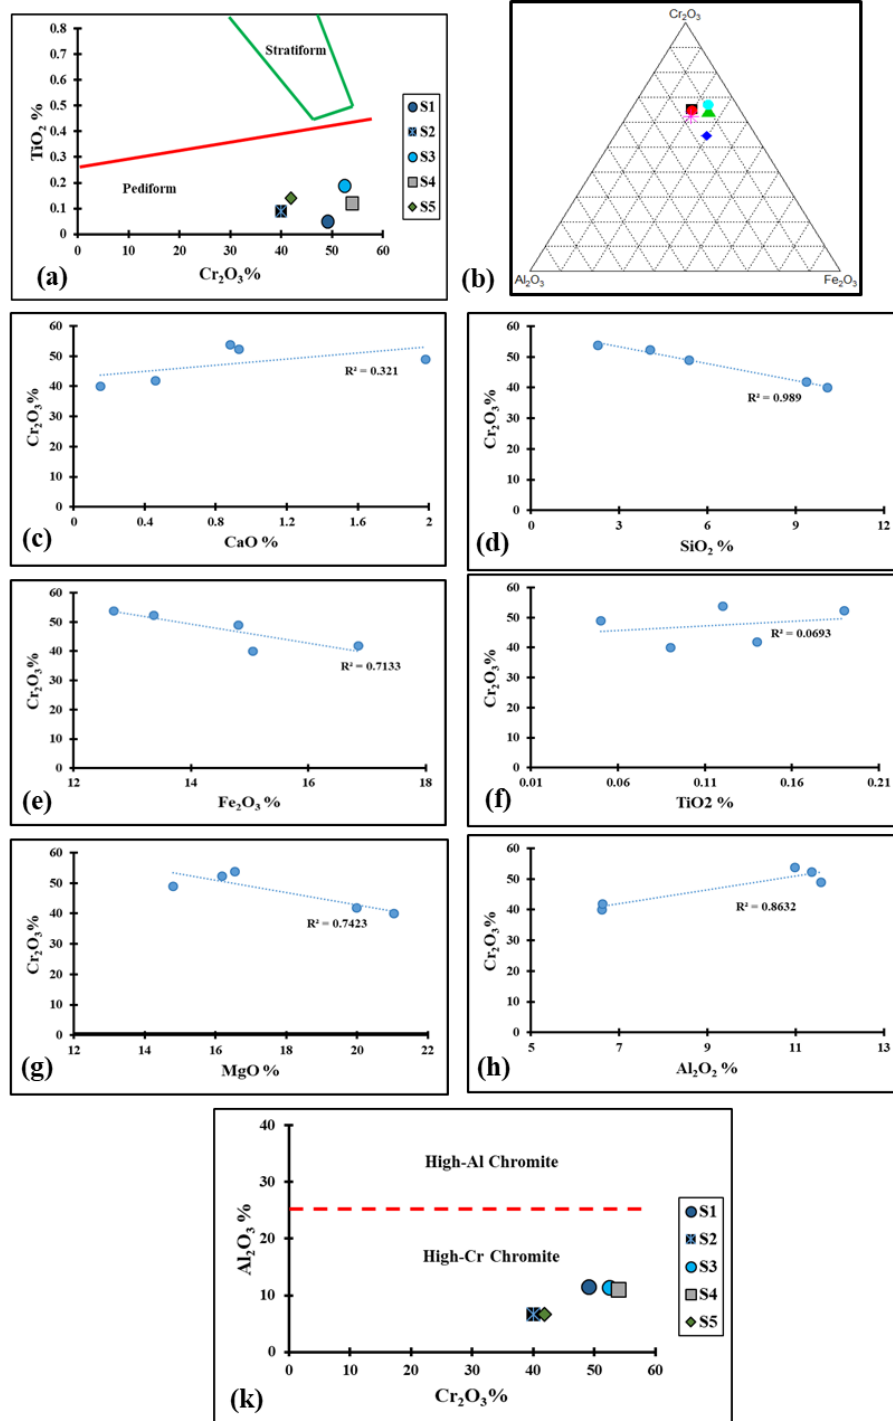 0.8
0.7
0.6
0.5
0.4
0.3
0.2
0.1
0
TiO₂ %
Stratiform
Pediform
0 10 20 30 40 50 60
Cr₂O₃%
(a)
S1
S2
S3
S4
S5
Cr₂O₃
Al₂O₃
Fe₂O₃
(b)
60
50
40
30
20
10
0
Cr₂O₃%
R² = 0.321
0 0.4 0.8 1.2 1.6 2
CaO %
(c)
60
50
40
30
20
10
0
Cr₂O₃%
R² = 0.989
0 3 6 9 12
SiO₂ %
(d)
60
50
40
30
20
10
0
Cr₂O₃%
R² = 0.7133
12 14 16 18
Fe₂O₃ %
(e)
60
50
40
30
20
10
0
Cr₂O₃%
R² = 0.0693
0.01 0.06 0.11 0.16 0.21
TiO2 %
(f)
60
50
40
30
20
10
0
Cr₂O₃%
R² = 0.7423
12 14 16 18 20 22
MgO %
(g)
60
50
40
30
20
10
0
Cr₂O₃%
R² = 0.8632
5 7 9 11 13
Al₂O₂ %
(h)
40
30
20
10
0
Al₂O₃ %
High-Al Chromite
High-Cr Chromite
0 10 20 30 40 50 60
Cr₂O₃%
(k)
S1
S2
S3
S4
S5